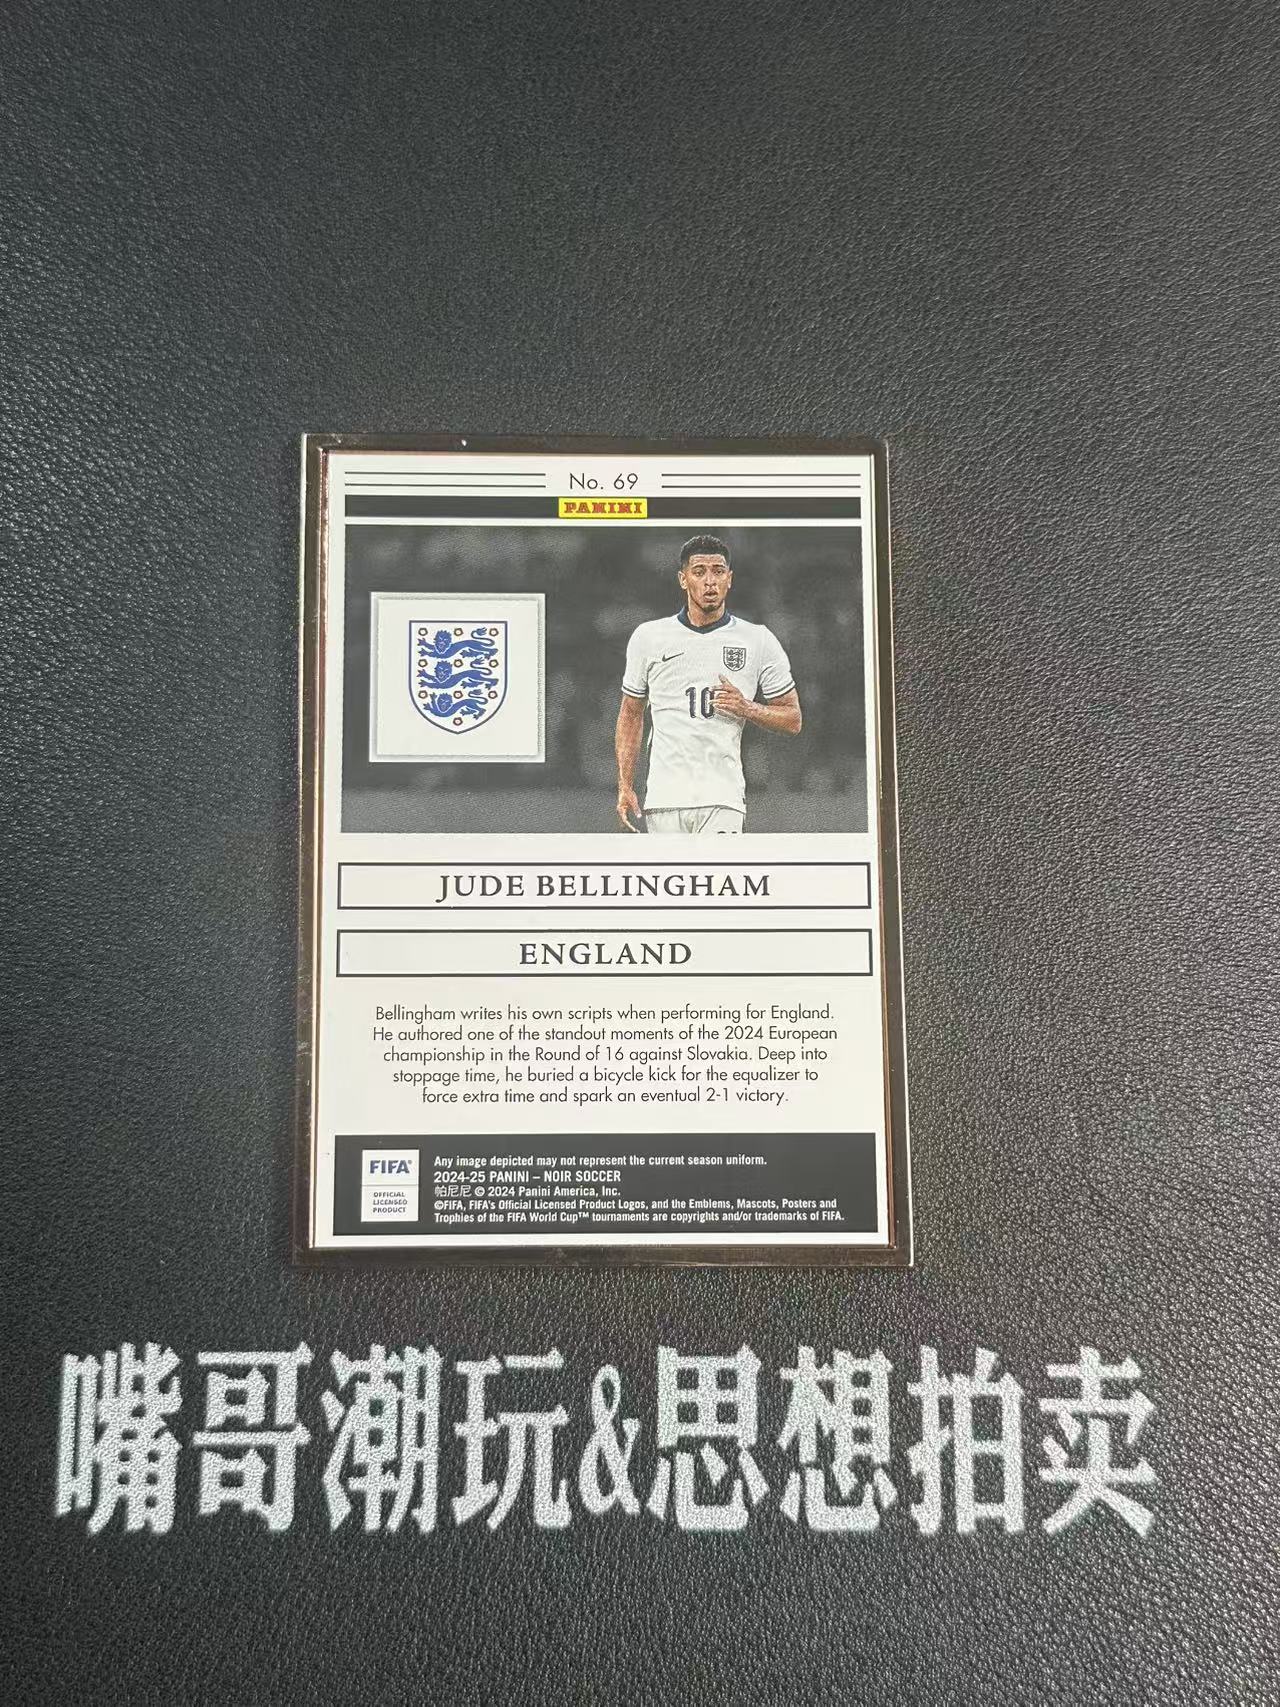 No. 69
PANINI
10
JUDE BELLINGHAM
ENGLAND
Bellingham writes his own scripts when performing for England.
He authored one of the standout moments of the 2024 European
championship in the Round of 16 against Slovakia. Deep into
stoppage time, he buried a bicycle kick for the equalizer to
force extra time and spark an eventual 2-1 victory.
FIFA®
OFFICIAL
LICENSED
PRODUCT
Any image depicted may not represent the current season uniform.
2024-25 PANINI – NOIR SOCCER
帕尼尼 © 2024 Panini America, Inc.
©FIFA, FIFA's Official Licensed Product Logos, and the Emblems, Mascots, Posters and
Trophies of the FIFA World Cup™ tournaments are copyrights and/or trademarks of FIFA.
嘴哥潮玩&思想拍卖